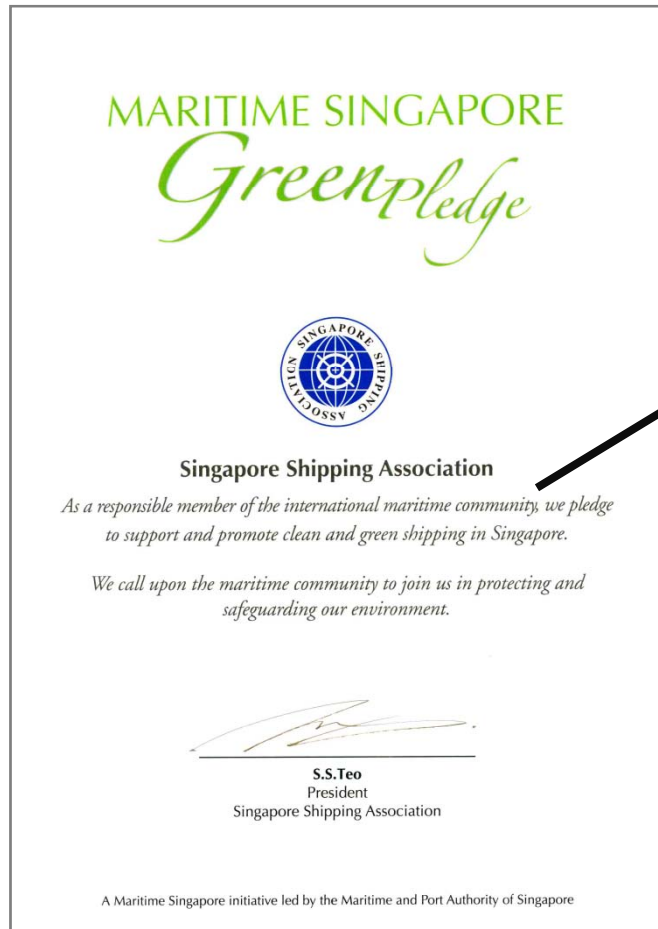 MARITIME SINGAPORE
Green Pledge
SINGAPORE SHIPPING ASSOCIATION
Singapore Shipping Association
As a responsible member of the international maritime community, we pledge
to support and promote clean and green shipping in Singapore.
We call upon the maritime community to join us in protecting and
safeguarding our environment.
S.S.Teo
President
Singapore Shipping Association
A Maritime Singapore initiative led by the Maritime and Port Authority of Singapore